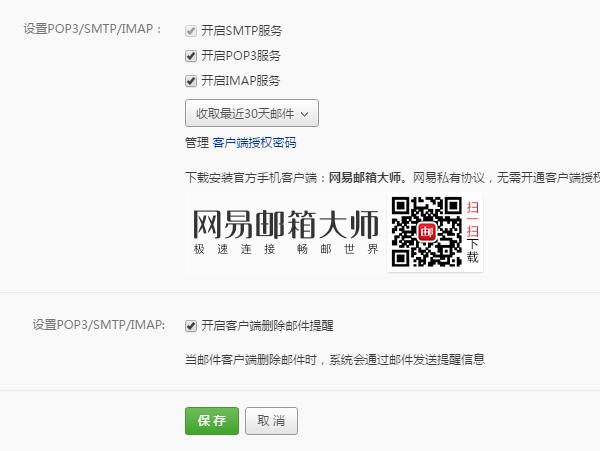 设置POP3/SMTP/IMAP：
开启SMTP服务
开启POP3服务
开启IMAP服务
收取最近30天邮件
管理 客户端授权密码
下载安装官方手机客户端：网易邮箱大师。网易私有协议，无需开通客户端授权
网易邮箱大师
极速连接 畅邮世界
扫一扫下载
邮
设置POP3/SMTP/IMAP:
开启客户端删除邮件提醒
当邮件客户端删除邮件时，系统会通过邮件发送提醒信息
保存
取消